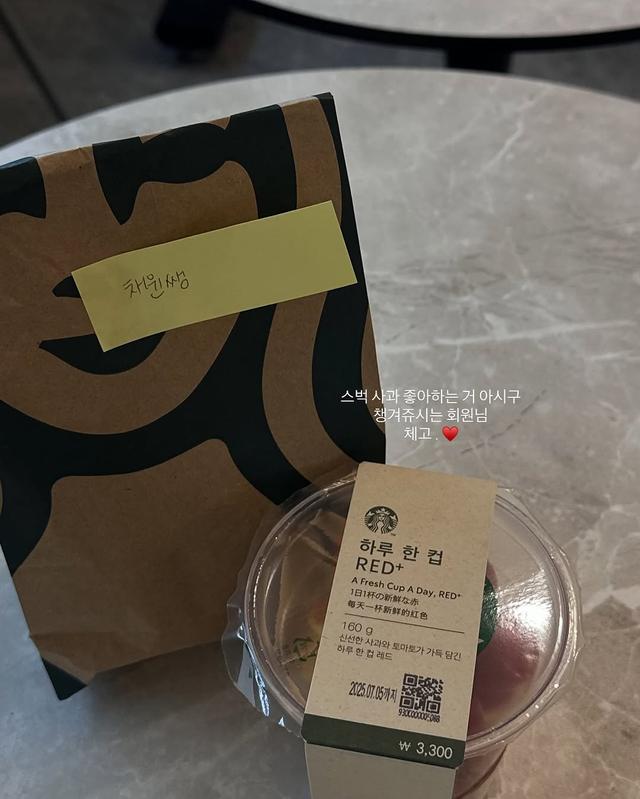 채원쌤
스벅 사과 좋아하는 거 아시구
챙겨쥬시는 회원님
체고 . ♥️
하루 한 컵
RED⁺
A Fresh Cup A Day, RED⁺
1日1杯の新鮮な赤
每天一杯新鮮的红色
160 g
신선한 사과와 토마토가 가득 담긴
하루 한 컵 레드
2025.07.05까지
₩ 3,300